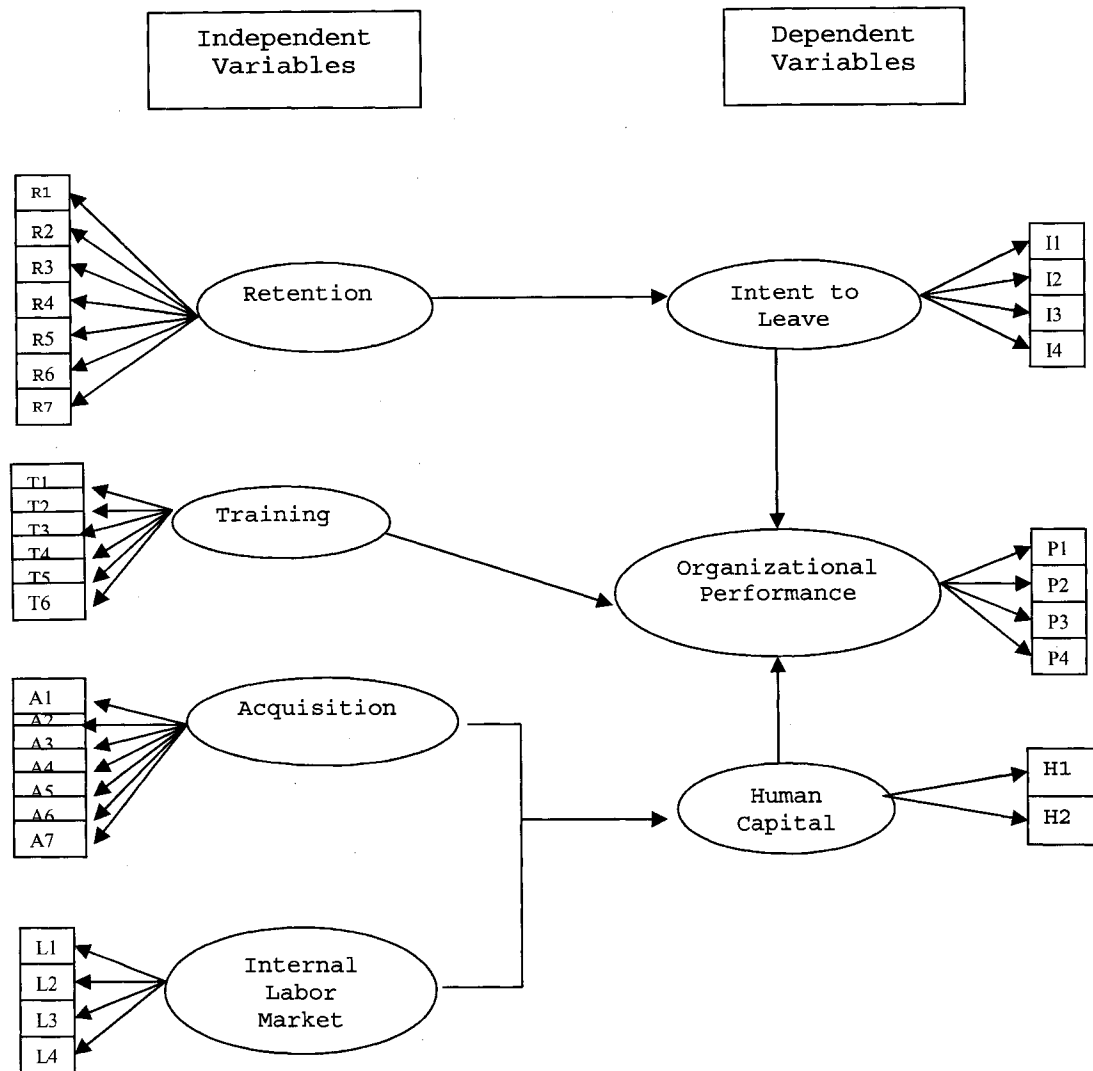 Independent
Variables
Dependent
Variables
R1
R2
R3
R4
R5
R6
R7
Retention
Intent to
Leave
I1
I2
I3
I4
T1
T2
T3
T4
T5
T6
Training
Organizational
Performance
P1
P2
P3
P4
A1
A2
A3
A4
A5
A6
A7
Acquisition
Human
Capital
H1
H2
L1
L2
L3
L4
Internal
Labor
Market